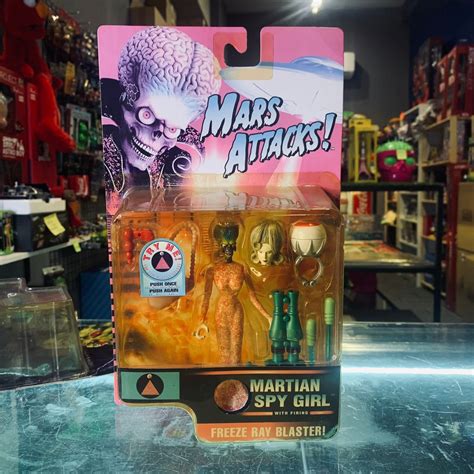 MARS
ATTACKS!
TRY ME!
PUSH ONCE
PUSH AGAIN
MARTIAN
SPY GIRL
WITH FIRING
FREEZE RAY BLASTER!